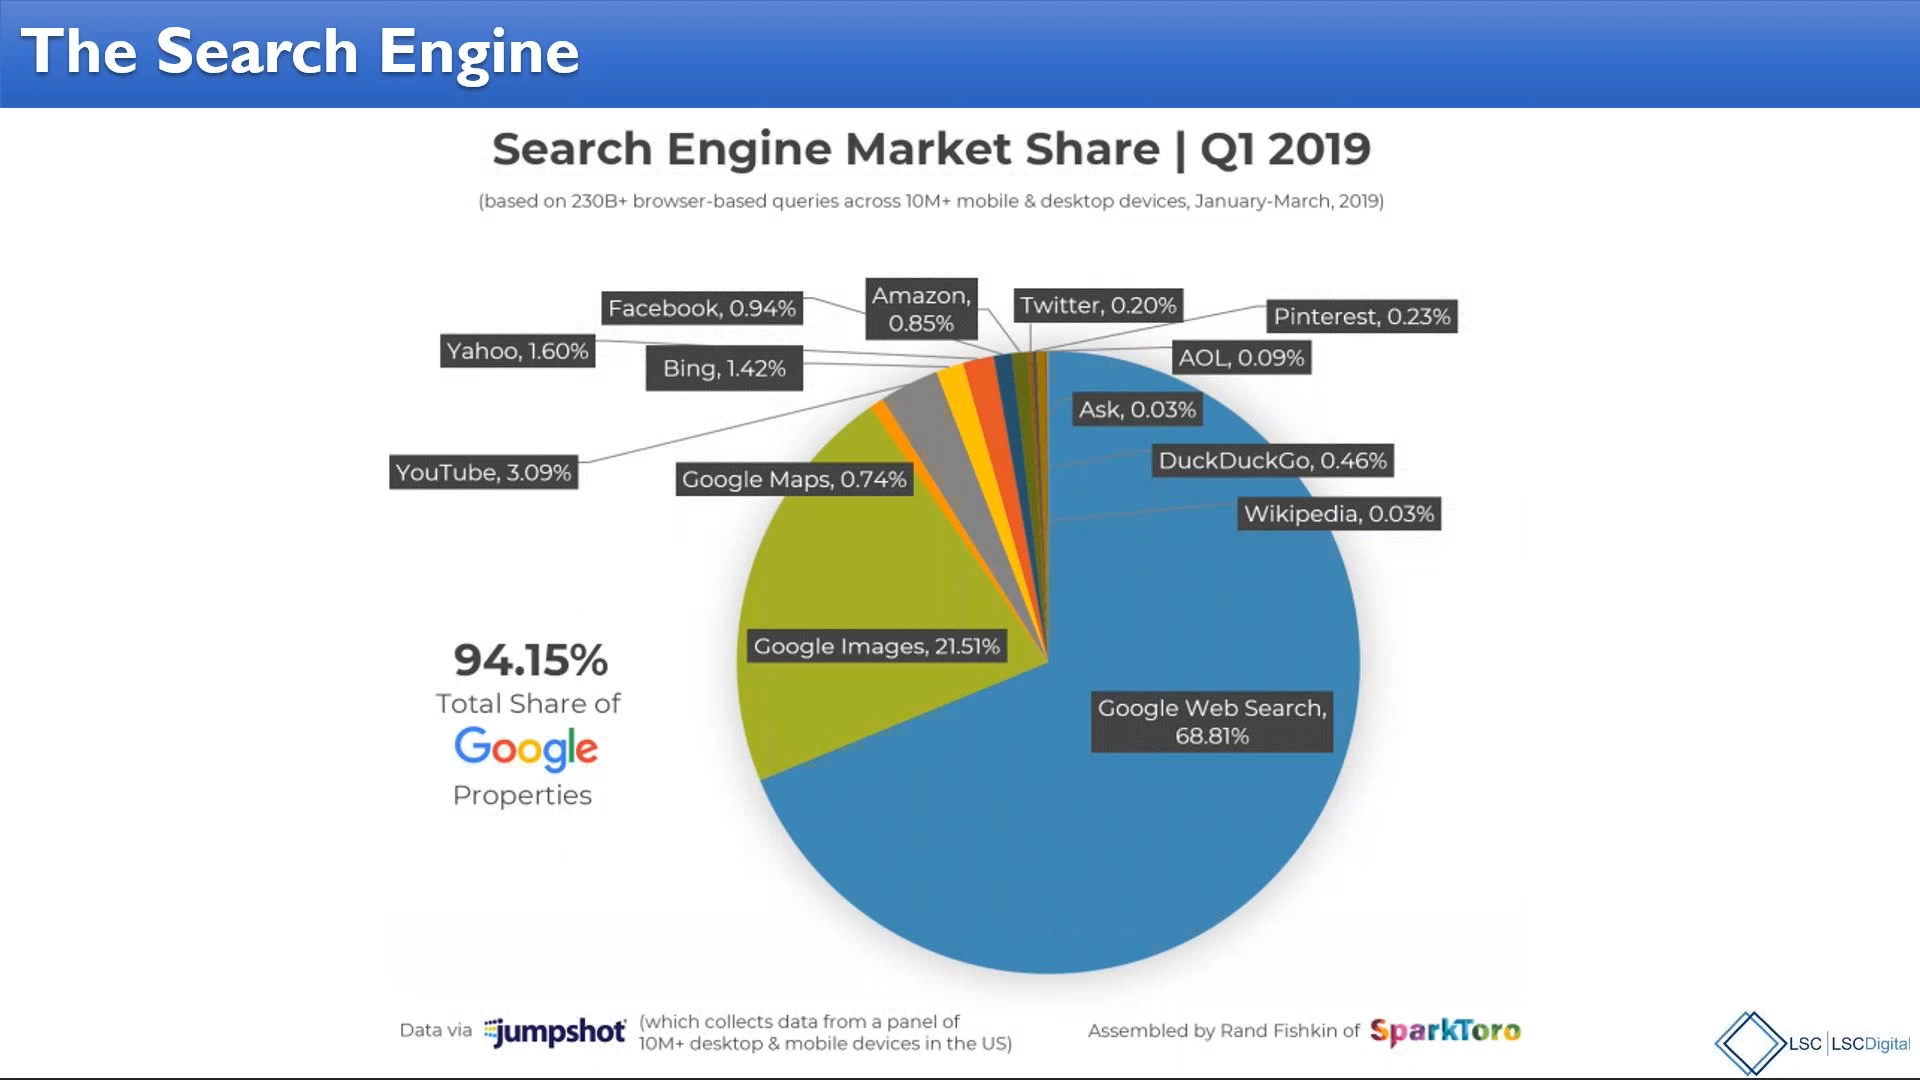 The Search Engine
Search Engine Market Share | Q1 2019
(based on 230B+ browser-based queries across 10M+ mobile & desktop devices, January-March, 2019)
Facebook, 0.94%
Amazon,
0.85%
Twitter, 0.20%
Pinterest, 0.23%
Yahoo, 1.60%
Bing, 1.42%
AOL, 0.09%
Ask, 0.03%
YouTube, 3.09%
Google Maps, 0.74%
DuckDuckGo, 0.46%
Wikipedia, 0.03%
Google Images, 21.51%
94.15%
Total Share of
Google
Properties
Google Web Search,
68.81%
Data via jumpshot (which collects data from a panel of
10M+ desktop & mobile devices in the US)
Assembled by Rand Fishkin of SparkToro
LSC | LSCDigital